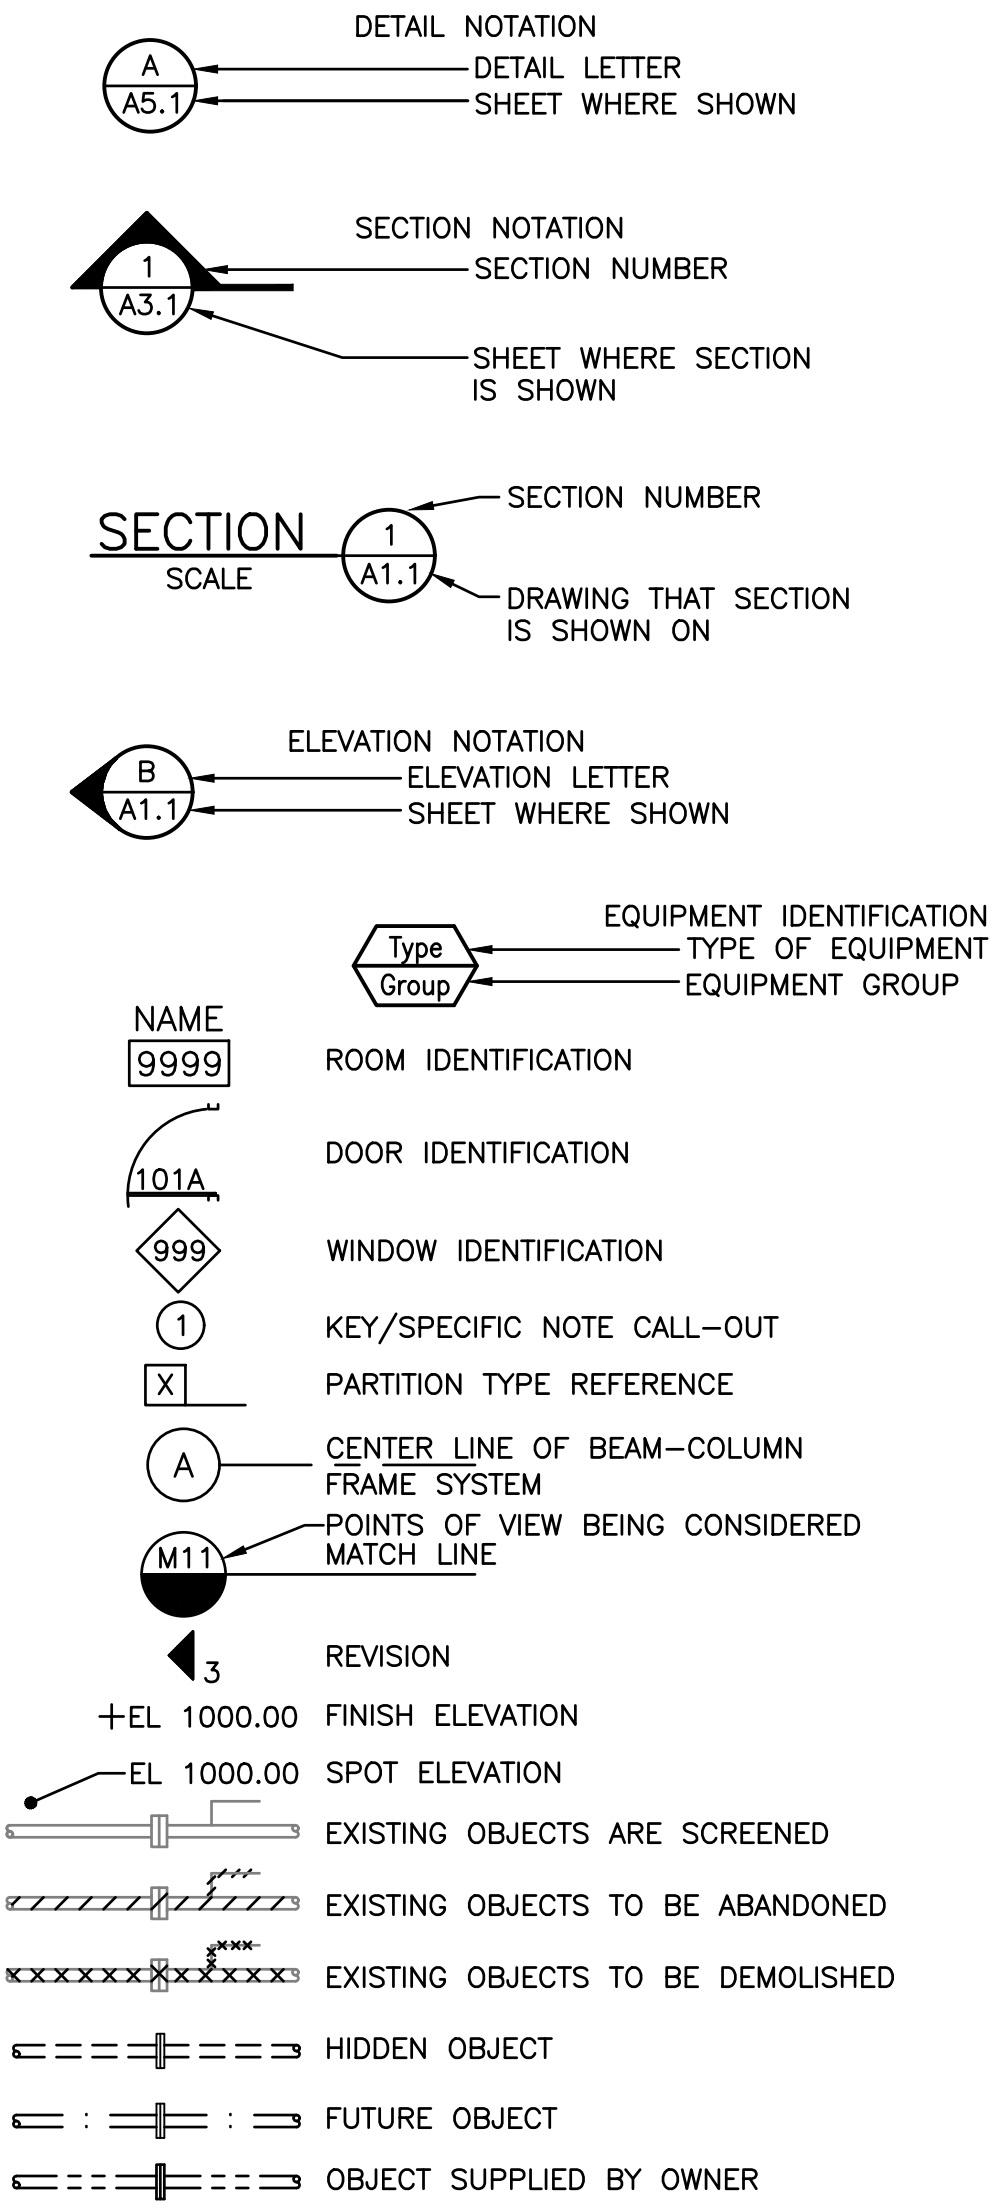 DETAIL NOTATION
A
DETAIL LETTER
A5.1
SHEET WHERE SHOWN
SECTION NOTATION
1
SECTION NUMBER
A3.1
SHEET WHERE SECTION
IS SHOWN
SECTION NUMBER
SECTION
1
SCALE
A1.1
DRAWING THAT SECTION
IS SHOWN ON
ELEVATION NOTATION
B
ELEVATION LETTER
A1.1
SHEET WHERE SHOWN
EQUIPMENT IDENTIFICATION
Type
TYPE OF EQUIPMENT
Group
EQUIPMENT GROUP
NAME
9999
ROOM IDENTIFICATION
DOOR IDENTIFICATION
101A
999
WINDOW IDENTIFICATION
1
KEY/SPECIFIC NOTE CALL-OUT
X
PARTITION TYPE REFERENCE
A
CENTER LINE OF BEAM-COLUMN
FRAME SYSTEM
POINTS OF VIEW BEING CONSIDERED
M11
MATCH LINE
3
REVISION
+EL 1000.00
FINISH ELEVATION
EL 1000.00
SPOT ELEVATION
EXISTING OBJECTS ARE SCREENED
EXISTING OBJECTS TO BE ABANDONED
EXISTING OBJECTS TO BE DEMOLISHED
HIDDEN OBJECT
FUTURE OBJECT
OBJECT SUPPLIED BY OWNER